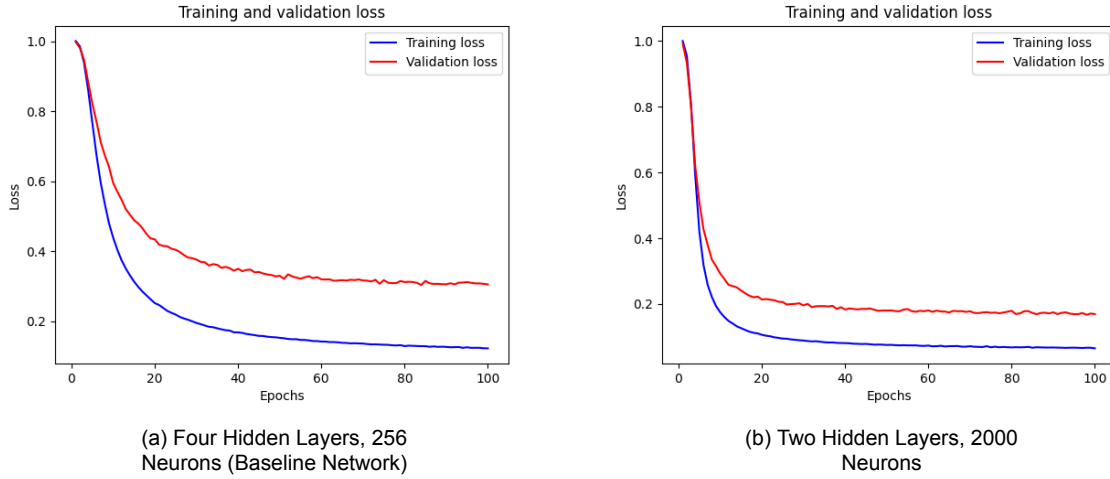 Training and validation loss
Training loss
Validation loss
1.0
0.8
0.6
0.4
0.2
Loss
0
20
40
60
80
100
Epochs
(a) Four Hidden Layers, 256
Neurons (Baseline Network)
Training and validation loss
Training loss
Validation loss
1.0
0.8
0.6
0.4
0.2
Loss
0
20
40
60
80
100
Epochs
(b) Two Hidden Layers, 2000
Neurons